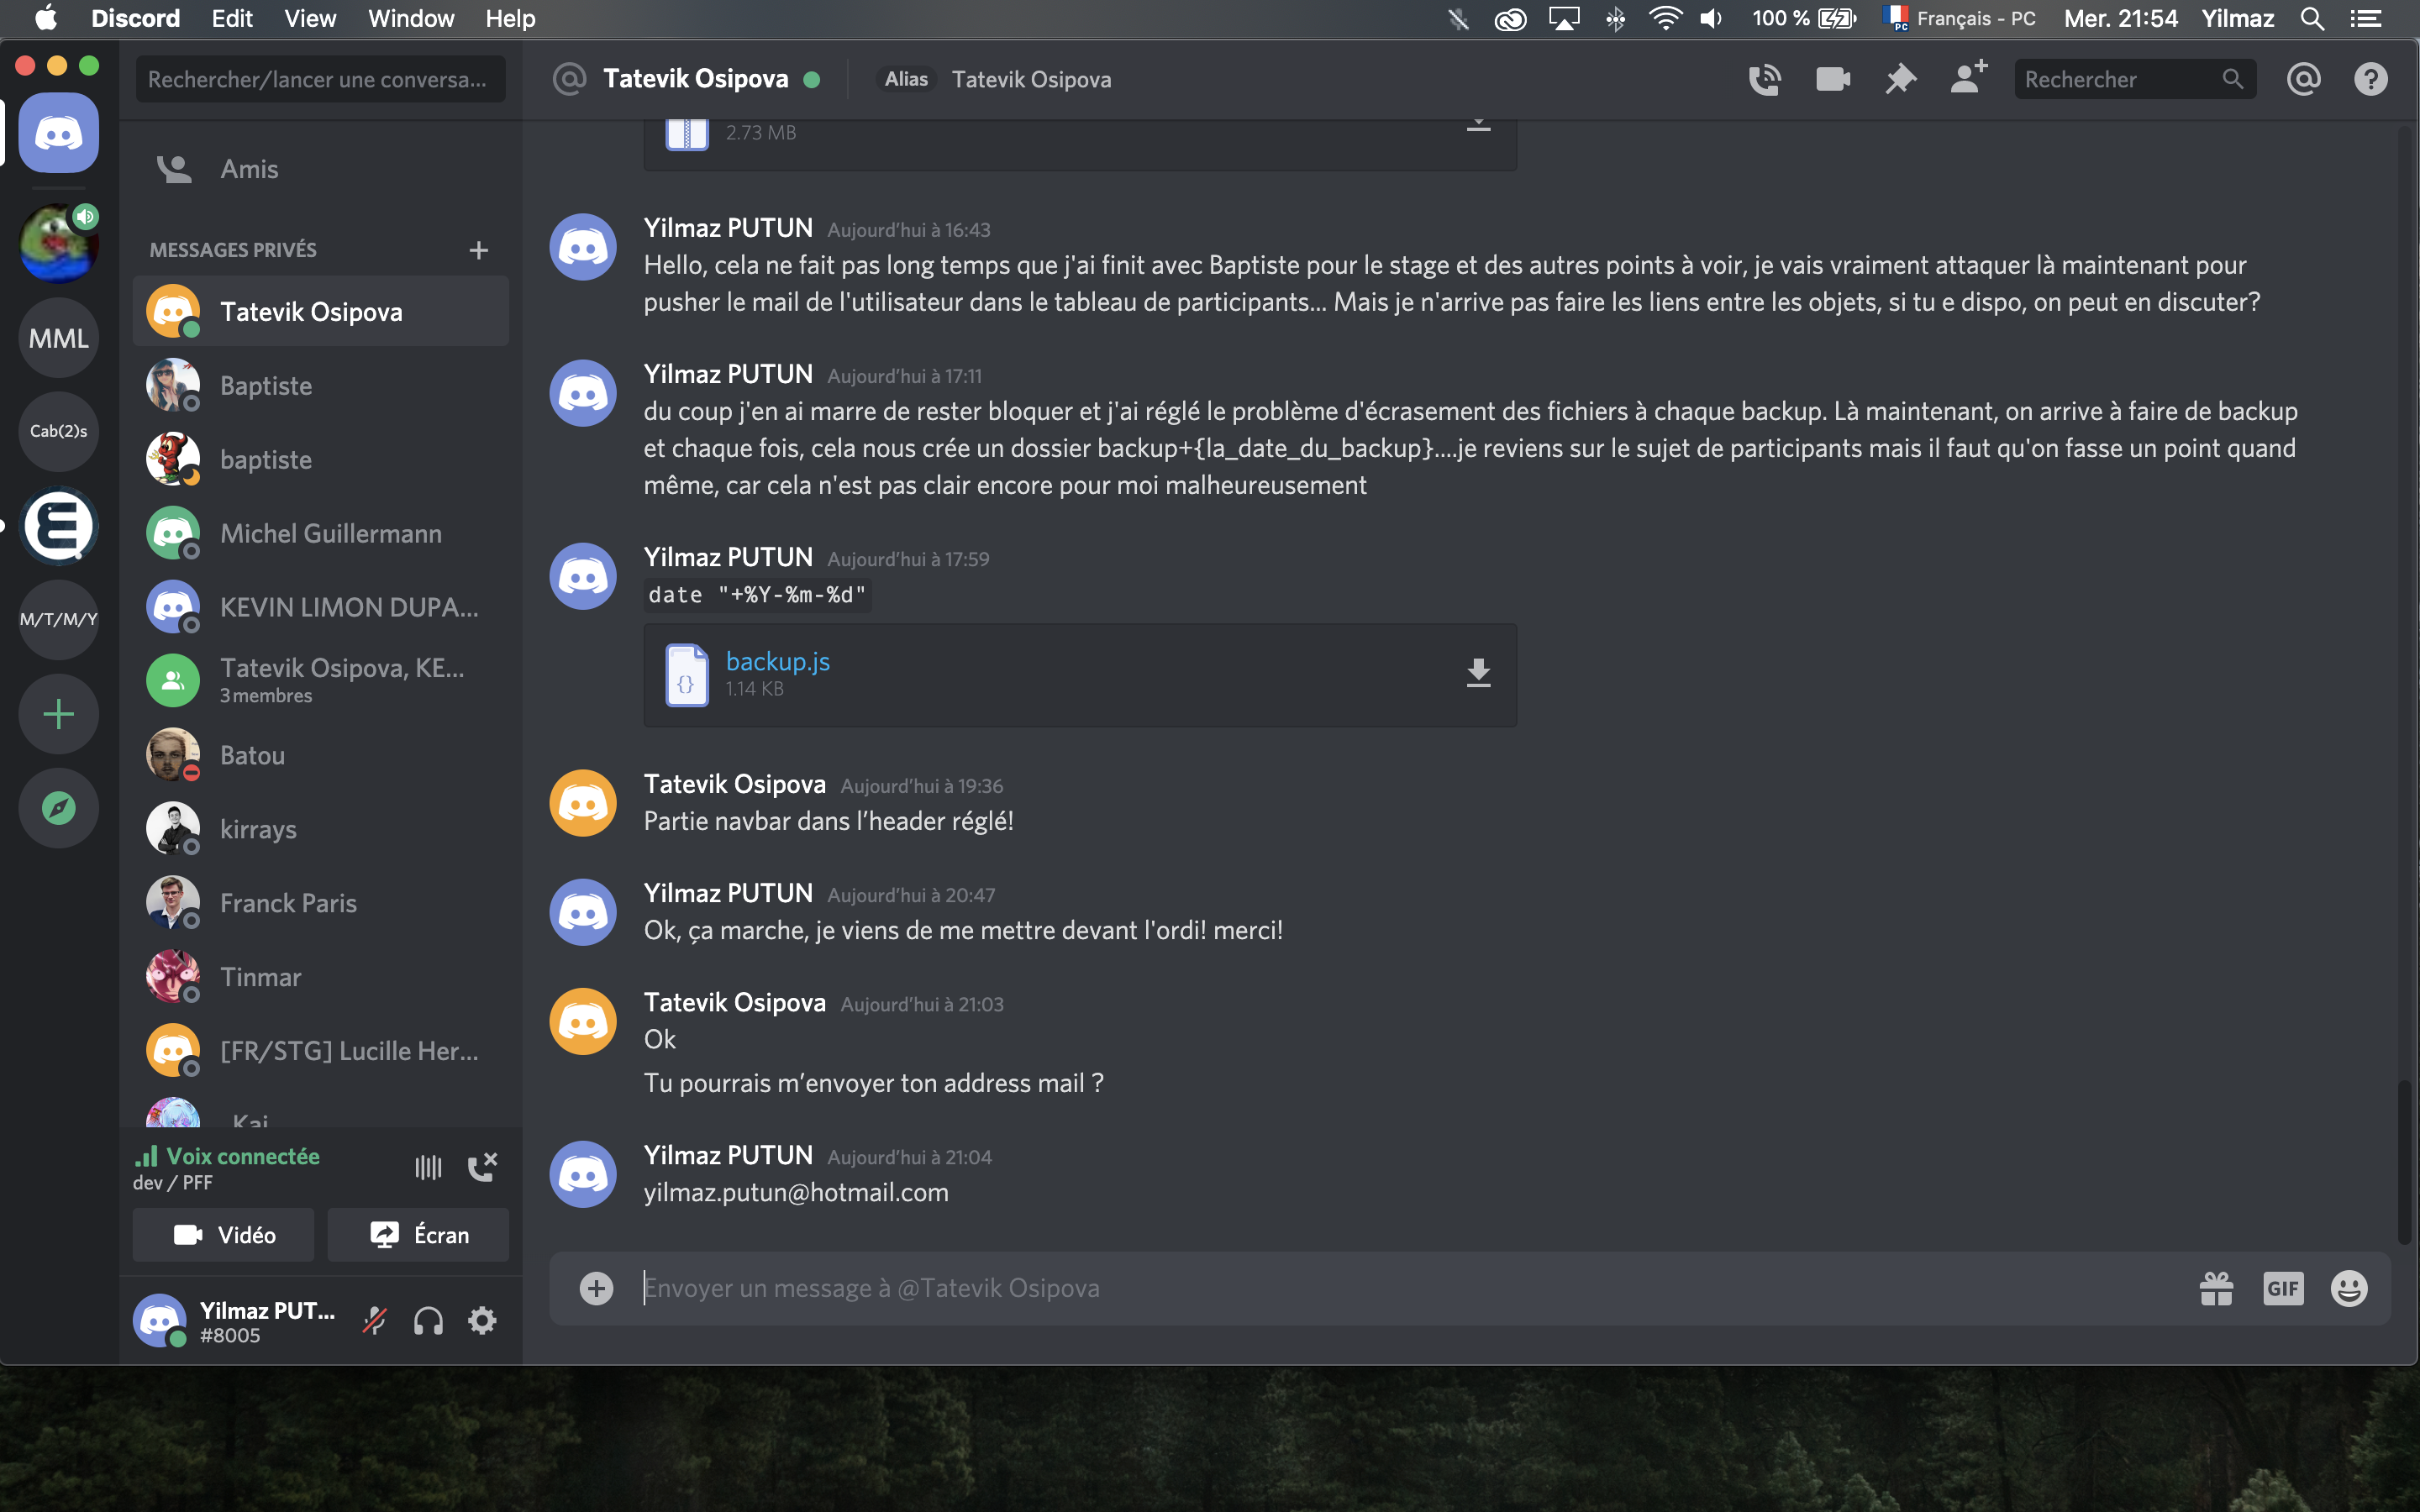 Discord Edit View Window Help
100 % Français - PC Mer. 21:54 Yilmaz
Rechercher/lancer une conversa...
Tatevik Osipova Alias Tatevik Osipova
Rechercher
MML
Cab(2)s
M/T/M/Y
Amis
MESSAGES PRIVÉS
Tatevik Osipova
Baptiste
baptiste
Michel Guillermann
KEVIN LIMON DUPA...
Tatevik Osipova, KE...
3 membres
Batou
kirrays
Franck Paris
Tinmar
[FR/STG] Lucille Her...
Kai
Voix connectée
dev / PFF
Vidéo
Écran
Yilmaz PUT...
#8005
2.73 MB
Yilmaz PUTUN Aujourd'hui à 16:43
Hello, cela ne fait pas long temps que j'ai finit avec Baptiste pour le stage et des autres points à voir, je vais vraiment attaquer là maintenant pour
pusher le mail de l'utilisateur dans le tableau de participants... Mais je n'arrive pas faire les liens entre les objets, si tu e dispo, on peut en discuter?
Yilmaz PUTUN Aujourd'hui à 17:11
du coup j'en ai marre de rester bloquer et j'ai réglé le problème d'écrasement des fichiers à chaque backup. Là maintenant, on arrive à faire de backup
et chaque fois, cela nous crée un dossier backup+{la_date_du_backup}....je reviens sur le sujet de participants mais il faut qu'on fasse un point quand
même, car cela n'est pas clair encore pour moi malheureusement
Yilmaz PUTUN Aujourd'hui à 17:59
date "+%Y-%m-%d"
backup.js
1.14 KB
Tatevik Osipova Aujourd'hui à 19:36
Partie navbar dans l’header réglé!
Yilmaz PUTUN Aujourd'hui à 20:47
Ok, ça marche, je viens de me mettre devant l'ordi! merci!
Tatevik Osipova Aujourd'hui à 21:03
Ok
Tu pourrais m’envoyer ton address mail ?
Yilmaz PUTUN Aujourd'hui à 21:04
yilmaz.putun@hotmail.com
Envoyer un message à @Tatevik Osipova
GIF